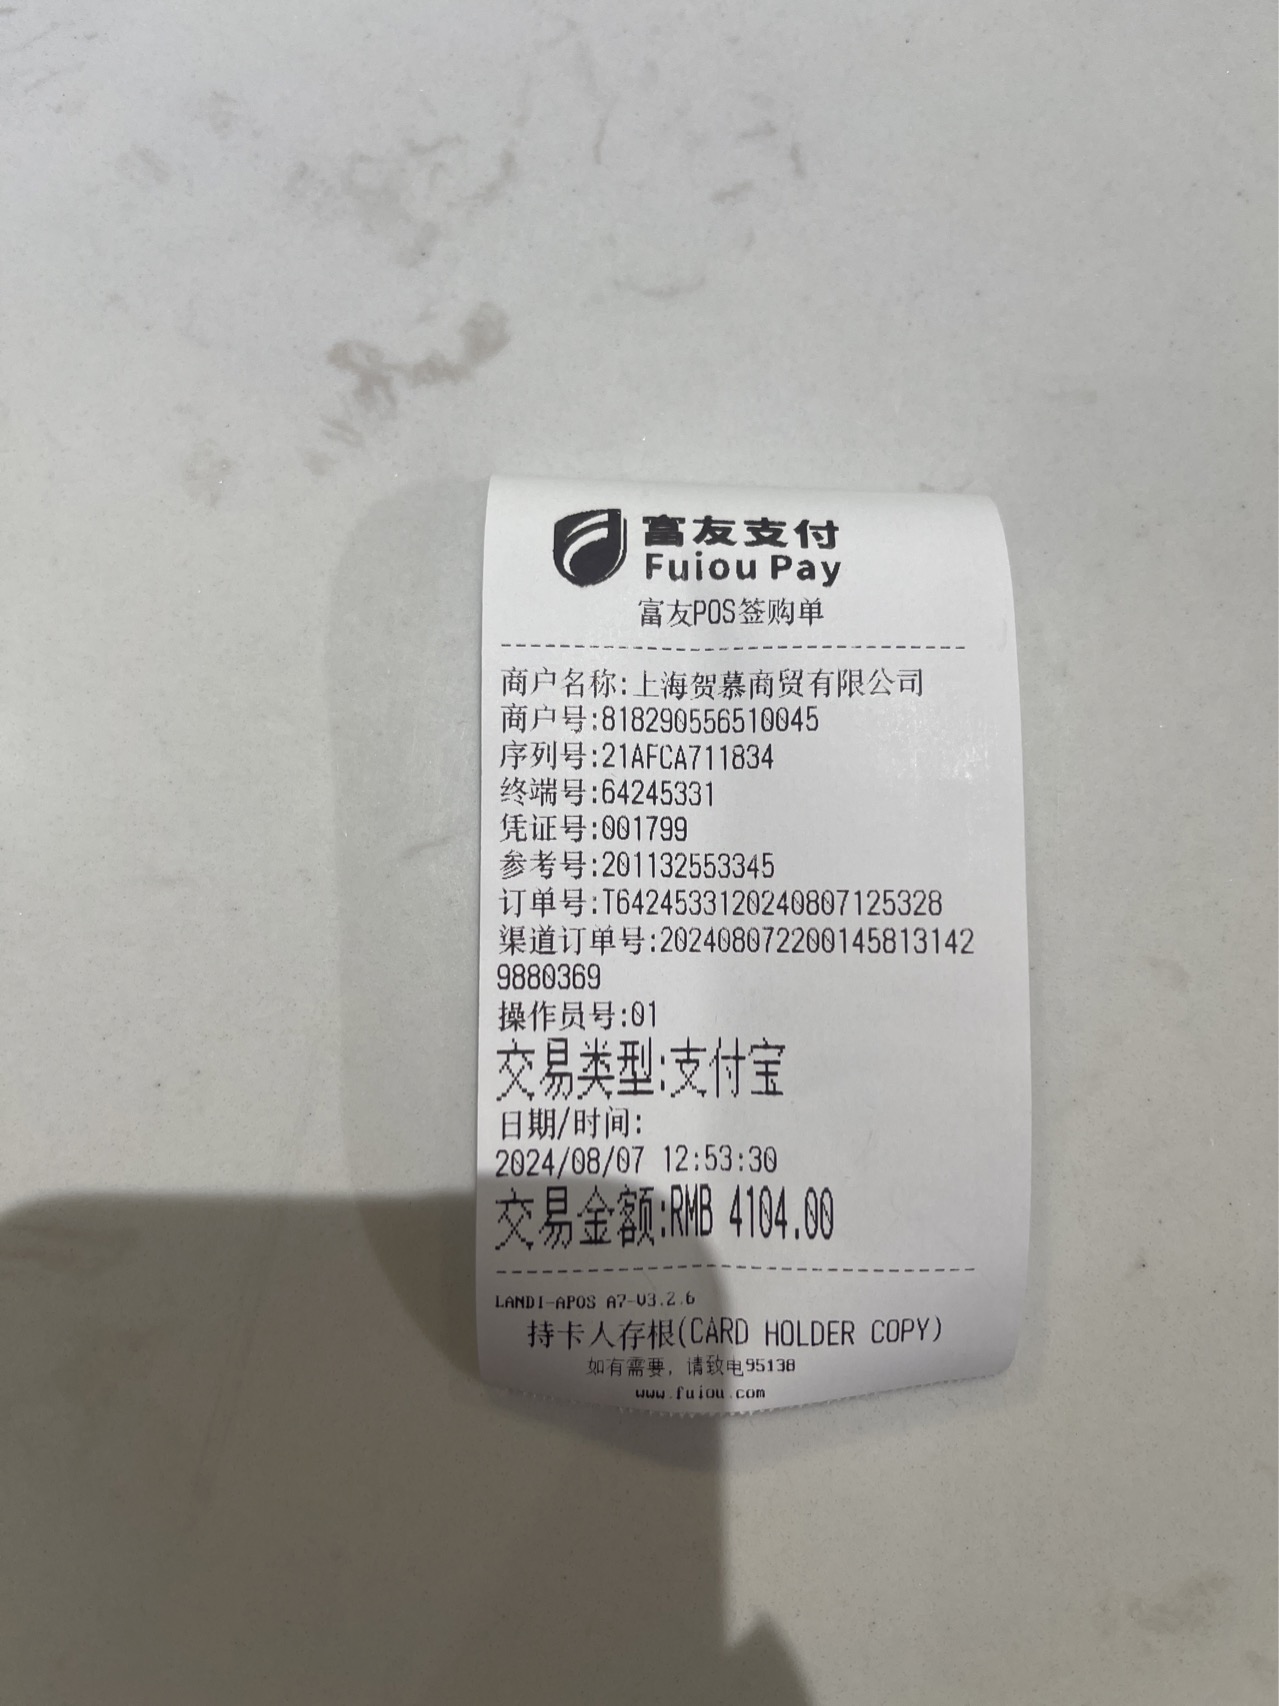 富友支付
Fuiou Pay
富友POS签购单
商户名称:上海贺慕商贸有限公司
商户号:818290556510045
序列号:21AFCA711834
终端号:64245331
凭证号:001799
参考号:201132553345
订单号:T6424533120240807125328
渠道订单号:202408072200145813142
9880369
操作员号:01
交易类型:支付宝
日期/时间:
2024/08/07 12:53:30
交易金额:RMB 4104.00
LANDI-APOS A7-V3.2.6
持卡人存根(CARD HOLDER COPY)
如有需要，请致电95138
www.fuiou.com